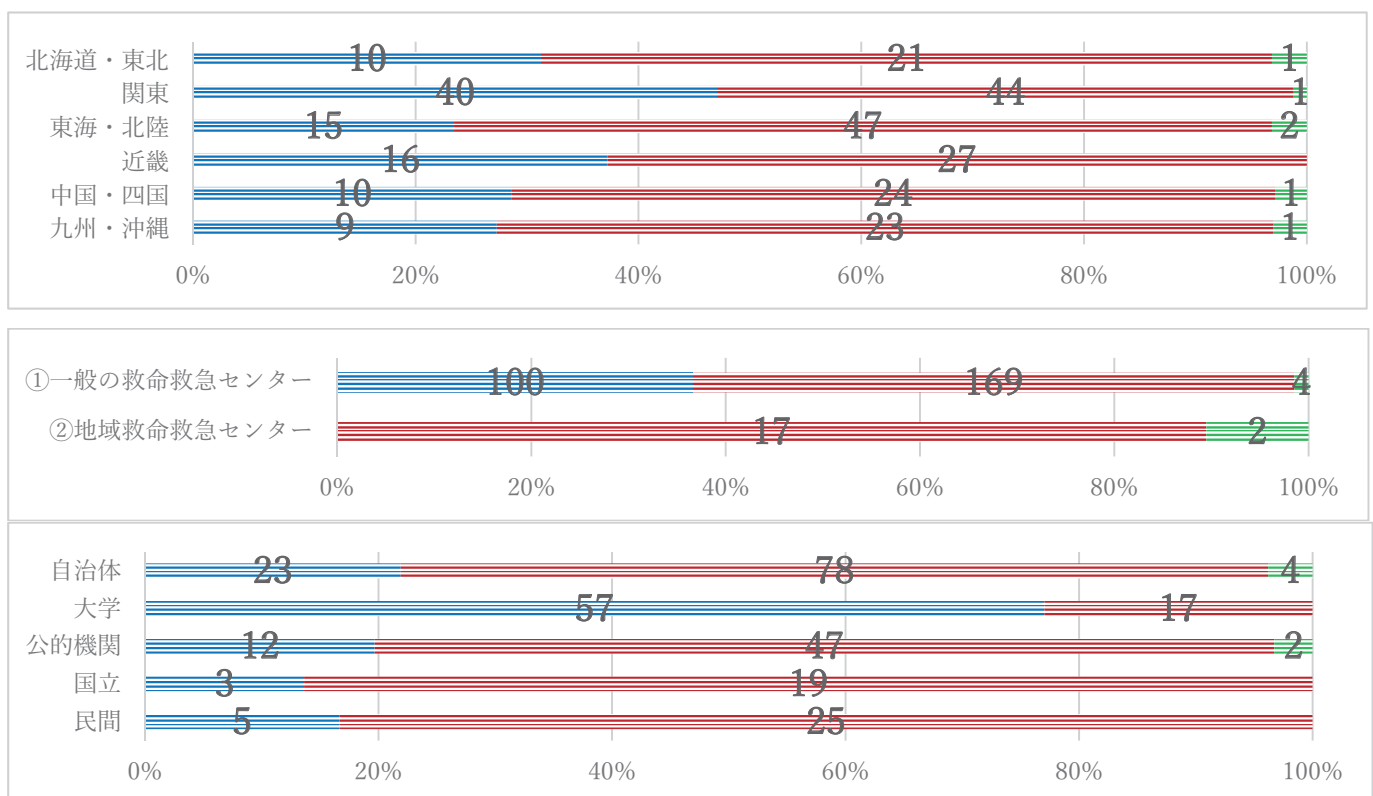 北海道・東北 10 21 1
関東 40 44 1
東海・北陸 15 47 2
近畿 16 27
中国・四国 10 24 1
九州・沖縄 9 23 1
0% 20% 40% 60% 80% 100%
①一般の救命救急センター 100 169 4
②地域救命救急センター 17 2
0% 20% 40% 60% 80% 100%
自治体 23 78 4
大学 57 17
公的機関 12 47 2
国立 3 19
民間 5 25
0% 20% 40% 60% 80% 100%